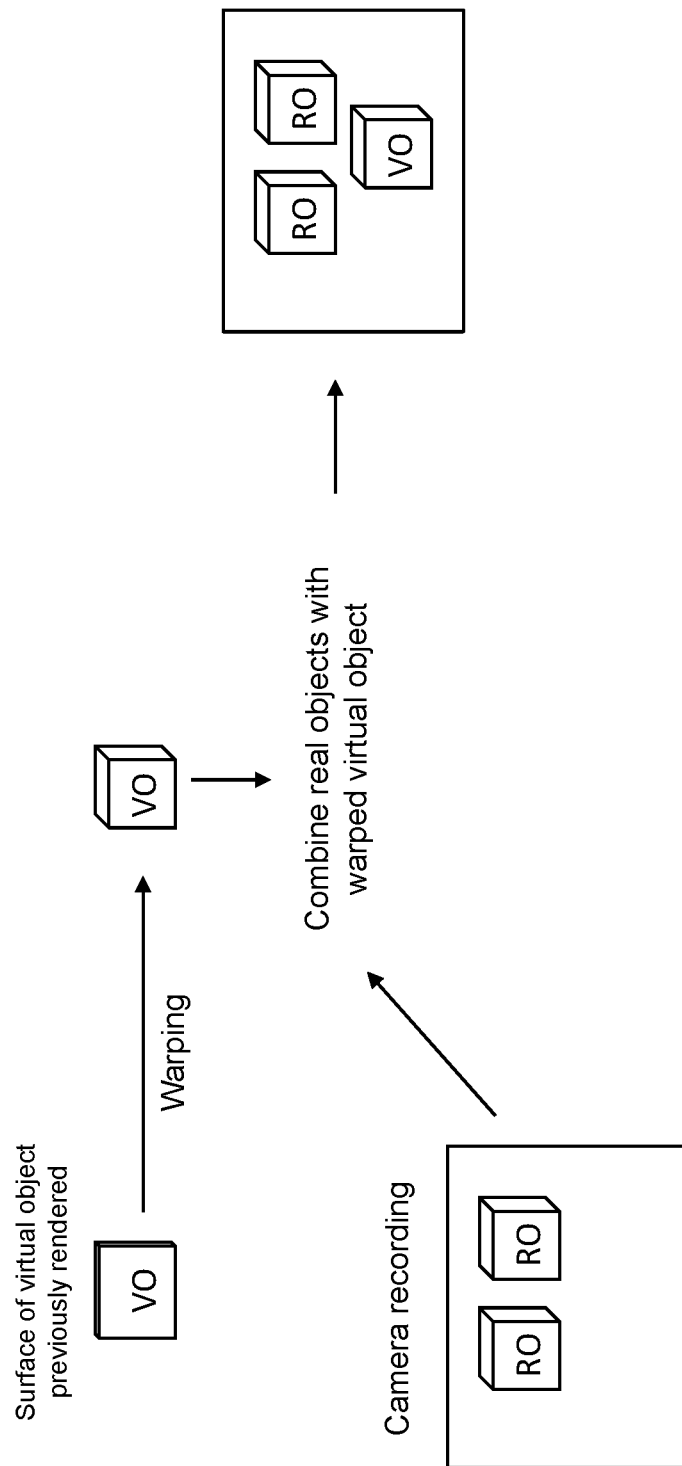 Surface of virtual object
previously rendered
VO
Warping
VO
Camera recording
RO
RO
Combine real objects with
warped virtual object
RO
RO
VO